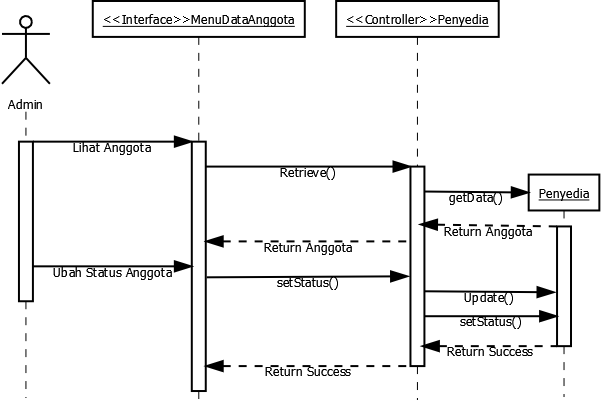 <<Interface>>MenuDataAnggota
<<Controller>>Penyedia
Admin
Lihat Anggota
Retrieve()
getData()
Penyedia
Return Anggota
Return Anggota
Ubah Status Anggota
setStatus()
Update()
setStatus()
Return Success
Return Success